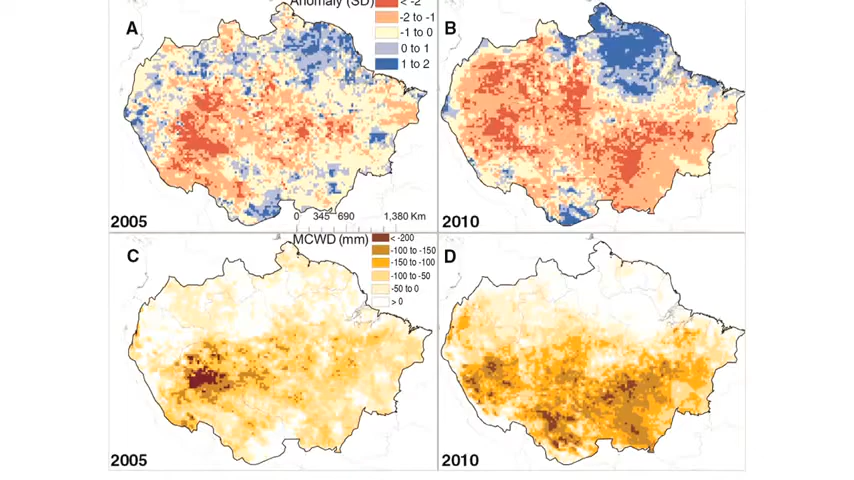 Anomaly (SD)
< -2
-2 to -1
-1 to 0
0 to 1
1 to 2
A
2005
0 345 690 1,380 Km
B
2010
MCWD (mm)
< -200
-100 to -150
-150 to -100
-100 to -50
-50 to 0
> 0
C
2005
D
2010